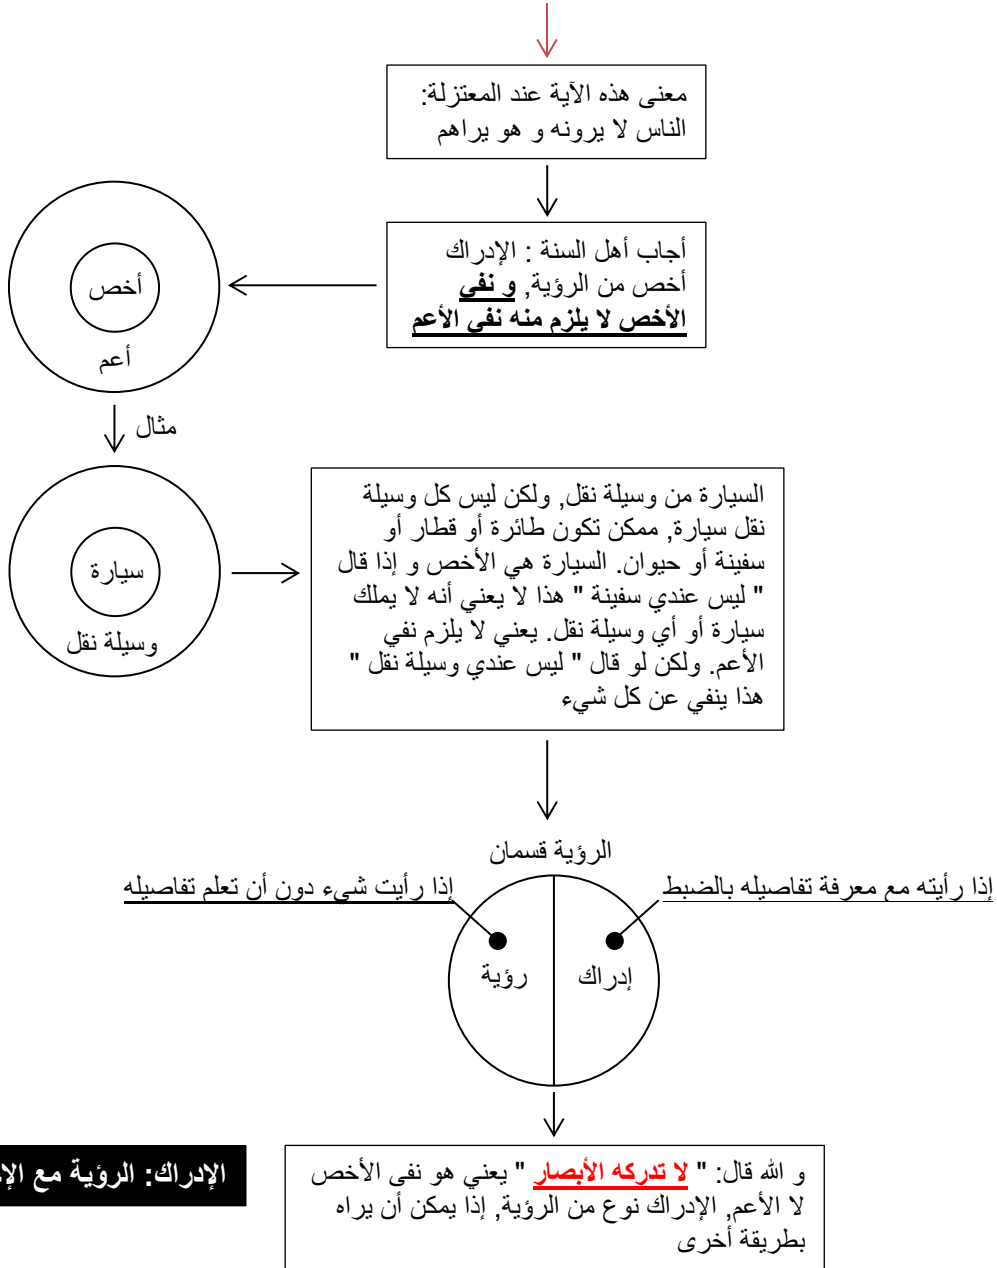 معنى هذه الآية عند المعتزلة:
الناس لا يرونه و هو يراهم
أجاب أهل السنة : الإدراك
أخص من الرؤية, و نفي
الأخص لا يلزم منه نفي الأعم
أخص
أعم
مثال
سيارة
وسيلة نقل
السيارة من وسيلة نقل, ولكن ليس كل وسيلة
نقل سيارة, ممكن تكون طائرة أو قطار أو
سفينة أو حيوان. السيارة هي الأخص و إذا قال
" ليس عندي سفينة " هذا لا يعني أنه لا يملك
سيارة أو أي وسيلة نقل. يعني لا يلزم نفي
الأعم. ولكن لو قال " ليس عندي وسيلة نقل "
هذا ينفي عن كل شيء
الرؤية قسمان
إذا رأيته مع معرفة تفاصيله بالضبط
إذا رأيت شيء دون أن تعلم تفاصيله
إدراك
رؤية
و الله قال: " لا تدركه الأبصار " يعني هو نفى الأخص
لا الأعم, الإدراك نوع من الرؤية, إذا يمكن أن يراه
بطريقة أخرى
الإدراك: الرؤية مع